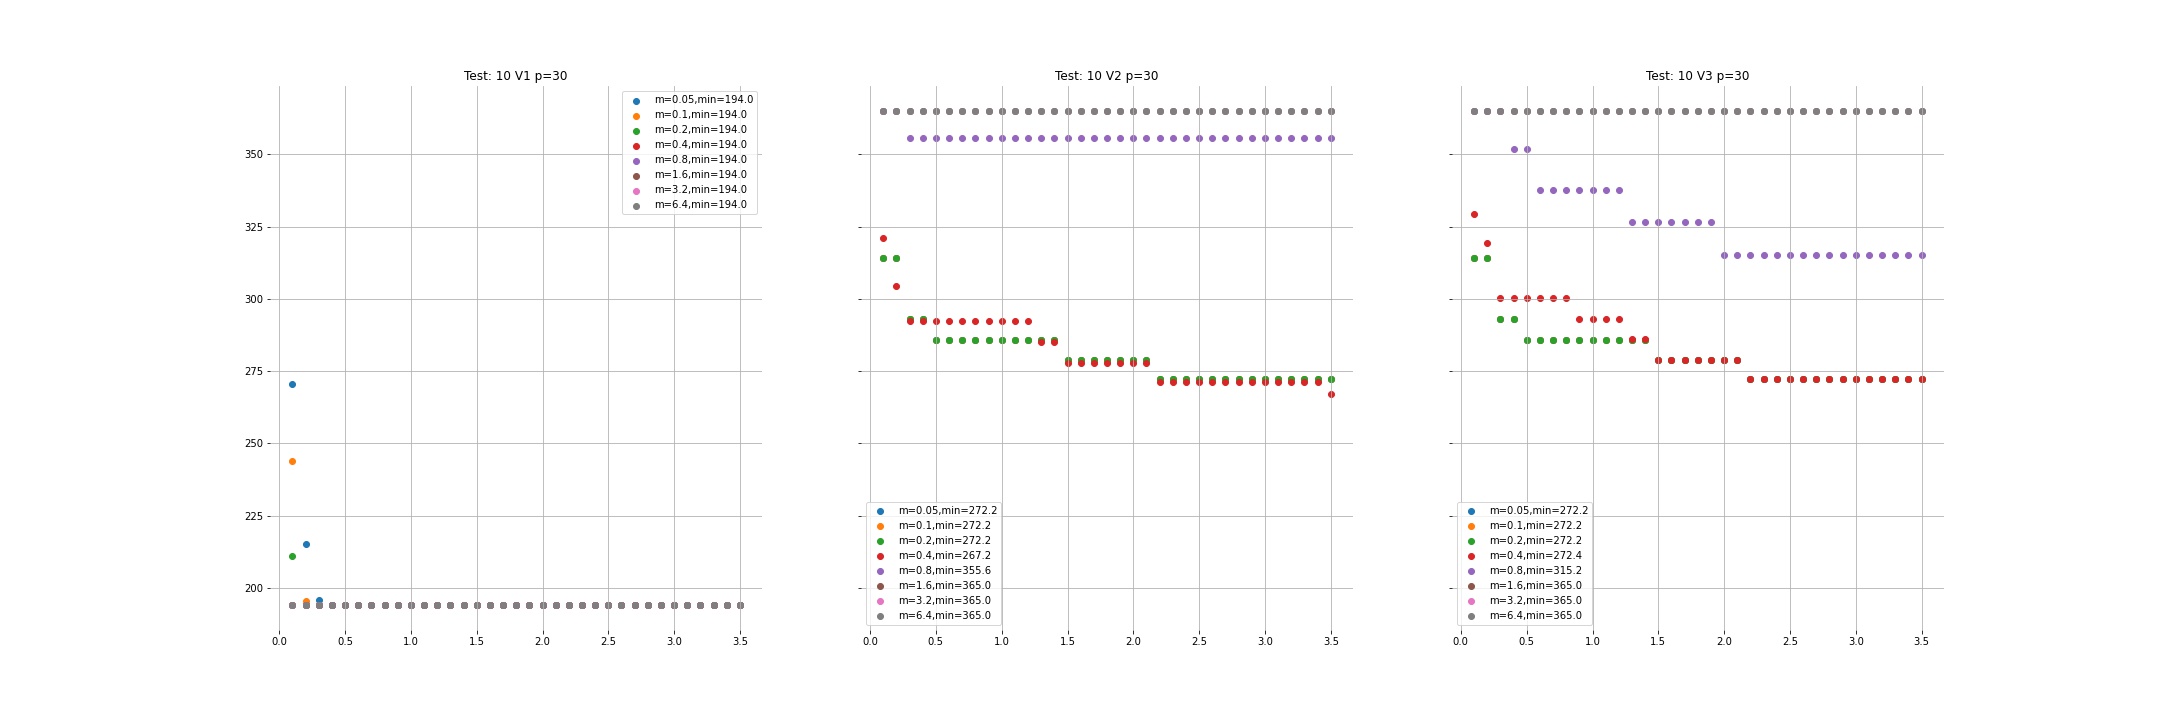 Test: 10 V1 p=30
Test: 10 V2 p=30
Test: 10 V3 p=30
350
325
300
275
250
225
200
m=0.05,min=194.0
m=0.1,min=194.0
m=0.2,min=194.0
m=0.4,min=194.0
m=0.8,min=194.0
m=1.6,min=194.0
m=3.2,min=194.0
m=6.4,min=194.0
0.0 0.5 1.0 1.5 2.0 2.5 3.0 3.5
m=0.05,min=272.2
m=0.1,min=272.2
m=0.2,min=272.2
m=0.4,min=267.2
m=0.8,min=355.6
m=1.6,min=365.0
m=3.2,min=365.0
m=6.4,min=365.0
0.0 0.5 1.0 1.5 2.0 2.5 3.0 3.5
m=0.05,min=272.2
m=0.1,min=272.2
m=0.2,min=272.2
m=0.4,min=272.4
m=0.8,min=315.2
m=1.6,min=365.0
m=3.2,min=365.0
m=6.4,min=365.0
0.0 0.5 1.0 1.5 2.0 2.5 3.0 3.5